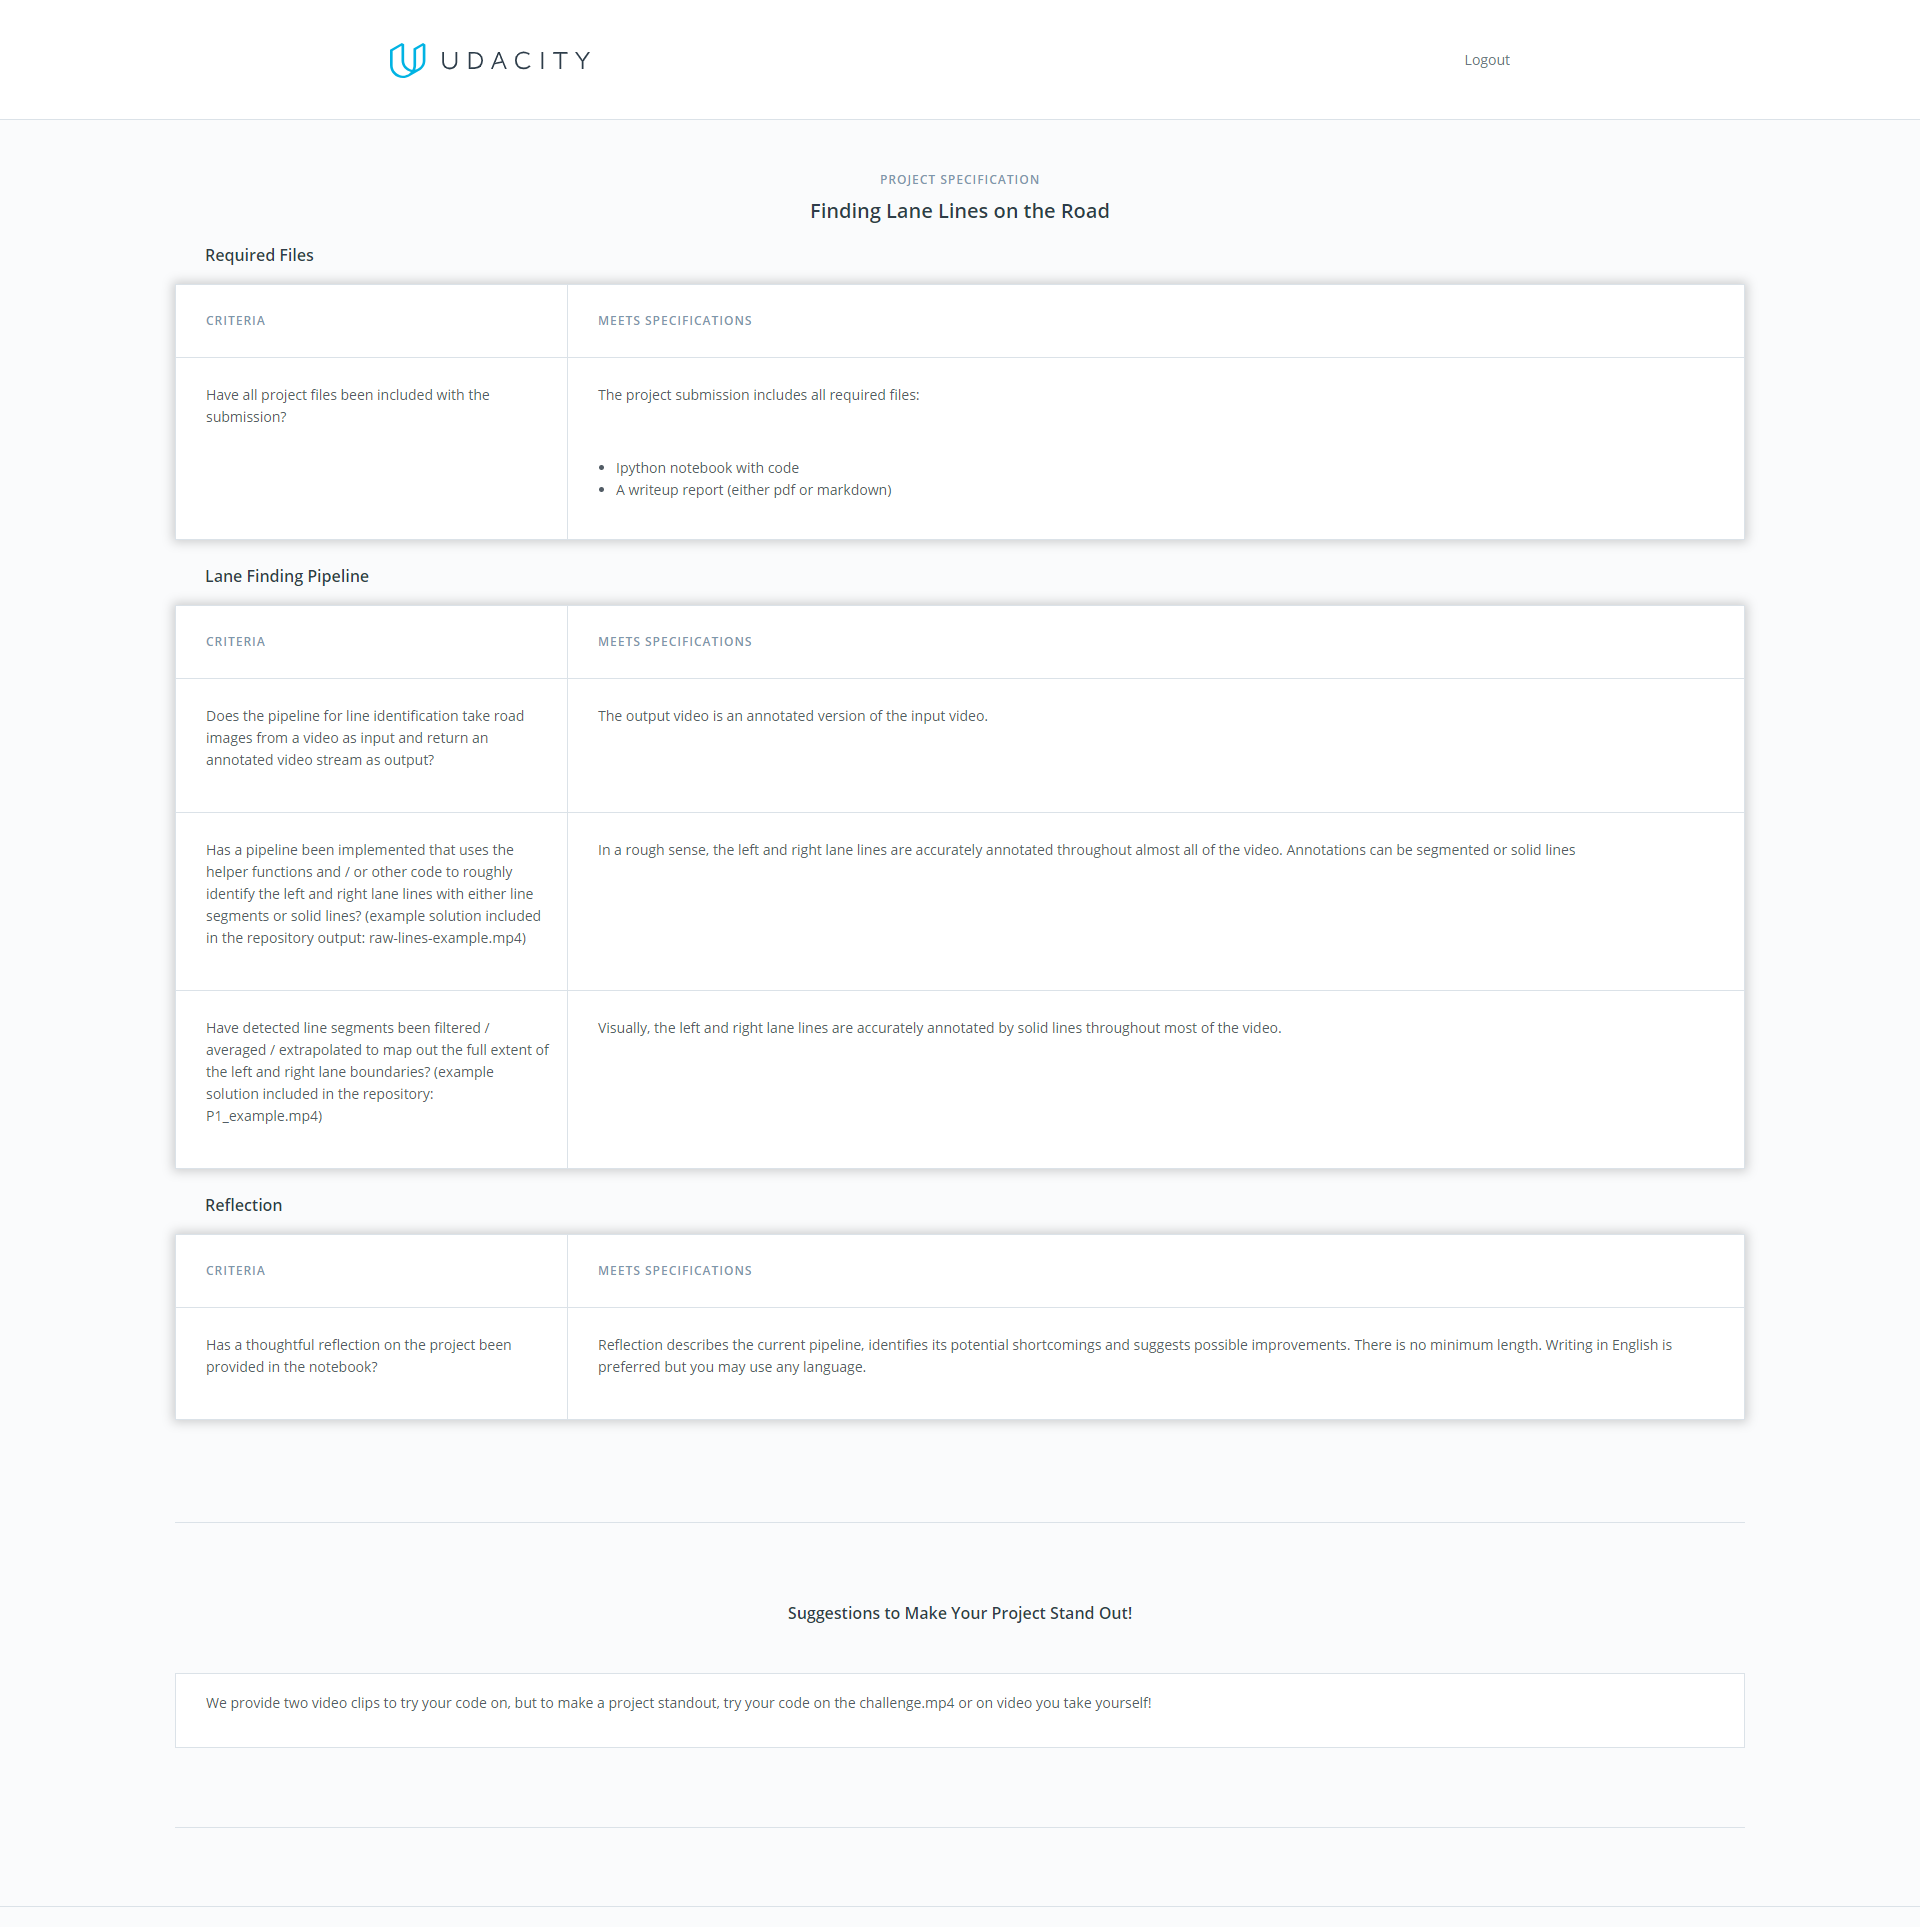 UDACITY
Logout
PROJECT SPECIFICATION
Finding Lane Lines on the Road
Required Files
CRITERIA
MEETS SPECIFICATIONS
Have all project files been included with the
submission?
The project submission includes all required files:
• Ipython notebook with code
• A writeup report (either pdf or markdown)
Lane Finding Pipeline
CRITERIA
MEETS SPECIFICATIONS
Does the pipeline for line identification take road
images from a video as input and return an
annotated video stream as output?
The output video is an annotated version of the input video.
Has a pipeline been implemented that uses the
helper functions and / or other code to roughly
identify the left and right lane lines with either line
segments or solid lines? (example solution included
in the repository output: raw-lines-example.mp4)
In a rough sense, the left and right lane lines are accurately annotated throughout almost all of the video. Annotations can be segmented or solid lines
Have detected line segments been filtered /
averaged / extrapolated to map out the full extent of
the left and right lane boundaries? (example
solution included in the repository:
P1_example.mp4)
Visually, the left and right lane lines are accurately annotated by solid lines throughout most of the video.
Reflection
CRITERIA
MEETS SPECIFICATIONS
Has a thoughtful reflection on the project been
provided in the notebook?
Reflection describes the current pipeline, identifies its potential shortcomings and suggests possible improvements. There is no minimum length. Writing in English is
preferred but you may use any language.
Suggestions to Make Your Project Stand Out!
We provide two video clips to try your code on, but to make a project standout, try your code on the challenge.mp4 or on video you take yourself!